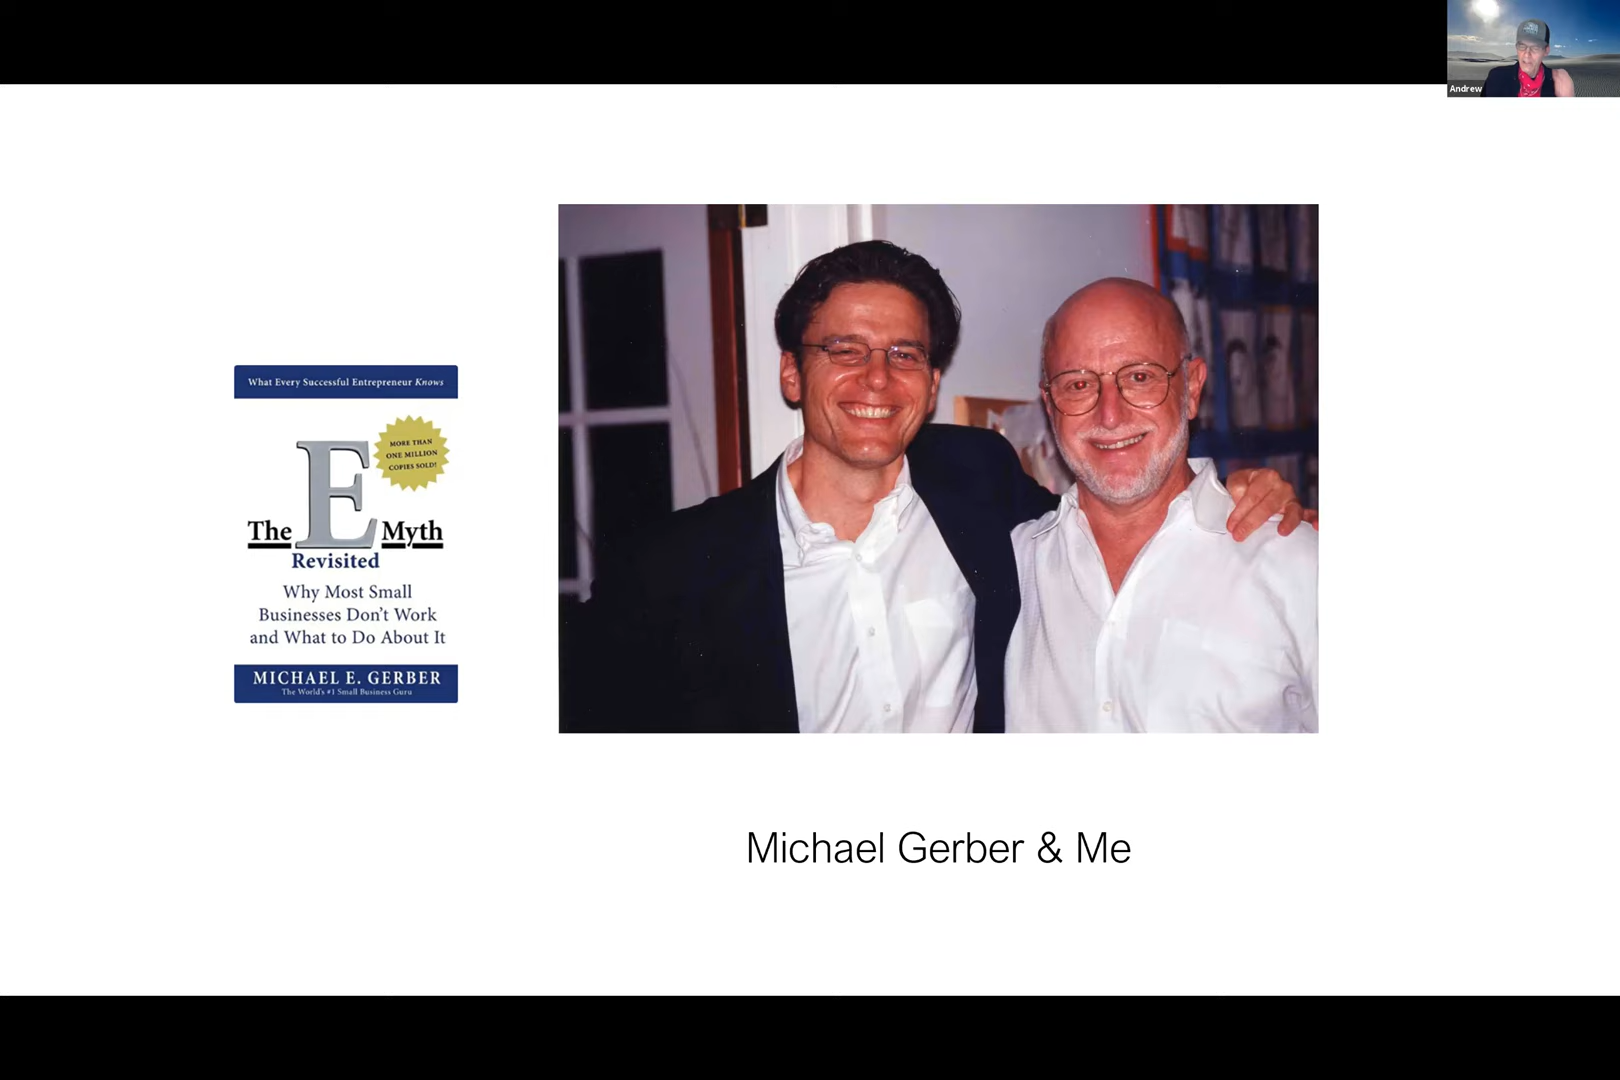 Andrew
What Every Successful Entrepreneur Knows
MORE THAN
ONE MILLION
COPIES SOLD!
The E Myth
Revisited
Why Most Small
Businesses Don't Work
and What to Do About It
MICHAEL E. GERBER
The World's #1 Small Business Guru
Michael Gerber & Me